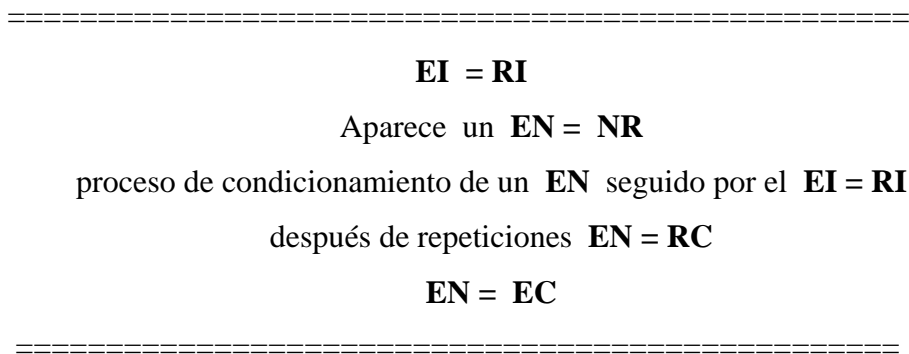 ==================================================
EI = RI
Aparece un EN = NR
proceso de condicionamiento de un EN seguido por el EI = RI
después de repeticiones EN = RC
EN = EC
=================================================